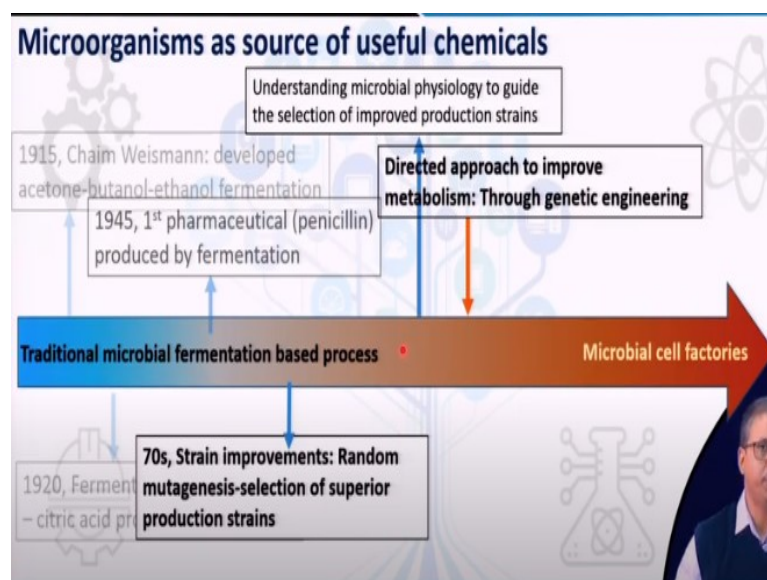 Microorganisms as source of useful chemicals
Understanding microbial physiology to guide
the selection of improved production strains
1915, Chaim Weismann: developed
acetone-butanol-ethanol fermentation
Directed approach to improve
metabolism: Through genetic engineering
1945, 1st pharmaceutical (penicillin)
produced by fermentation
Traditional microbial fermentation based process
Microbial cell factories
70s, Strain improvements: Random
mutagenesis-selection of superior
production strains
1920, Ferment
– citric acid pr